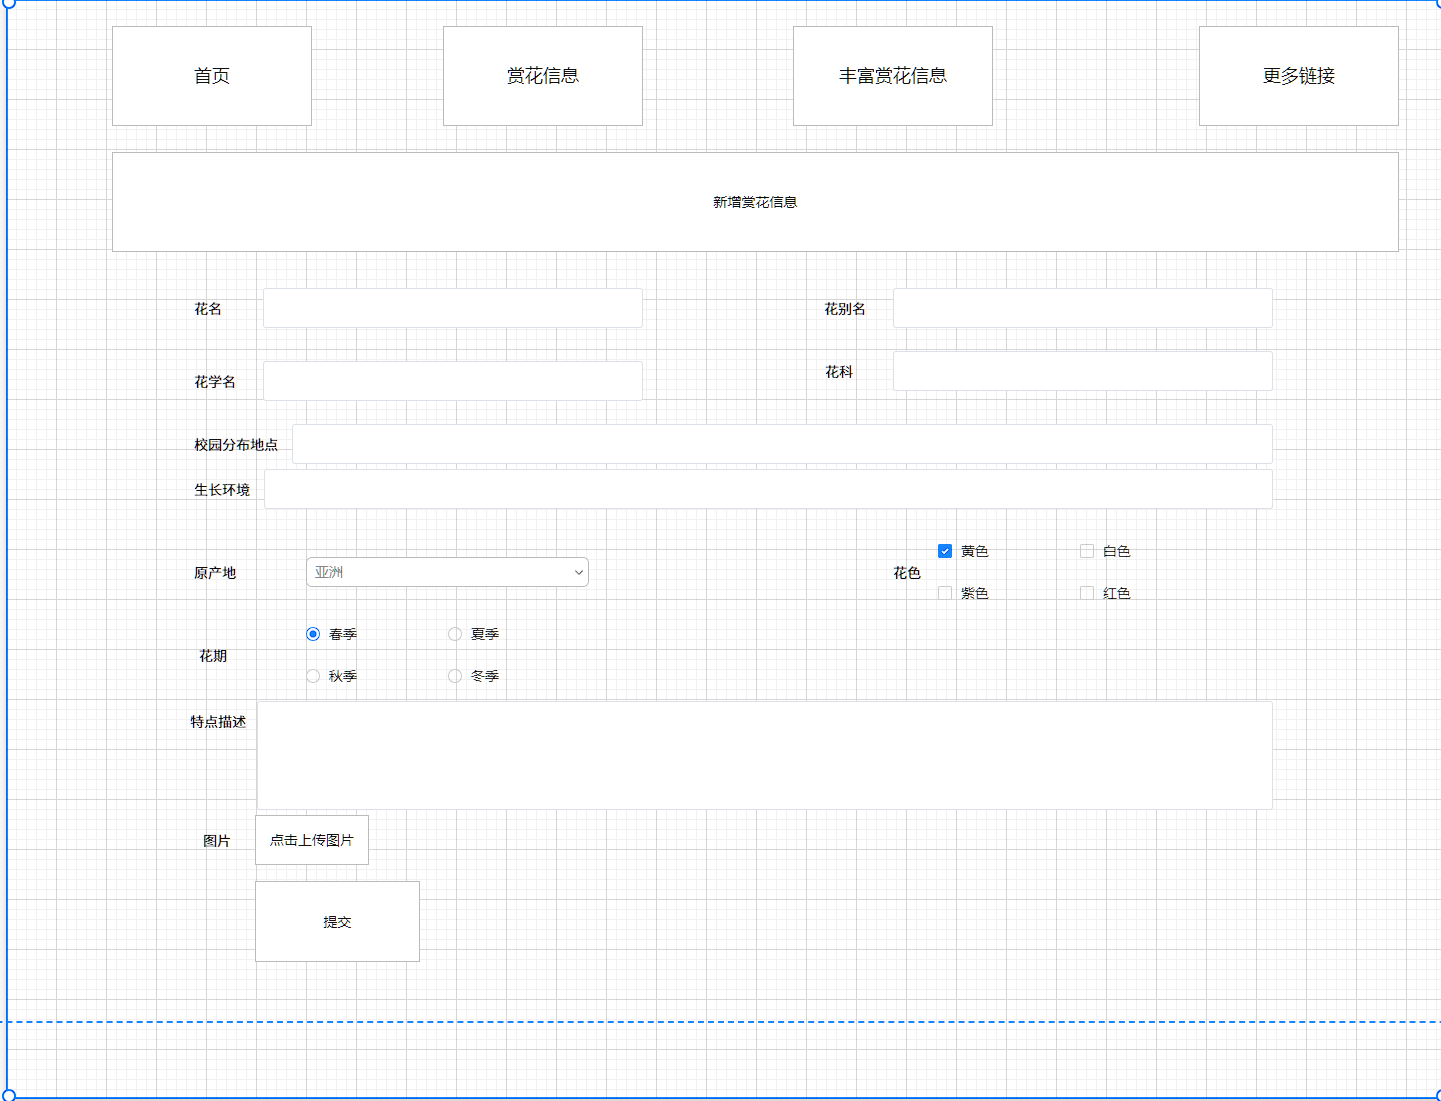 首页
赏花信息
丰富赏花信息
更多链接
新增赏花信息
花名
花别名
花学名
花科
校园分布地点
生长环境
原产地
亚洲
花色
黄色
白色
紫色
红色
花期
春季
夏季
秋季
冬季
特点描述
图片
点击上传图片
提交